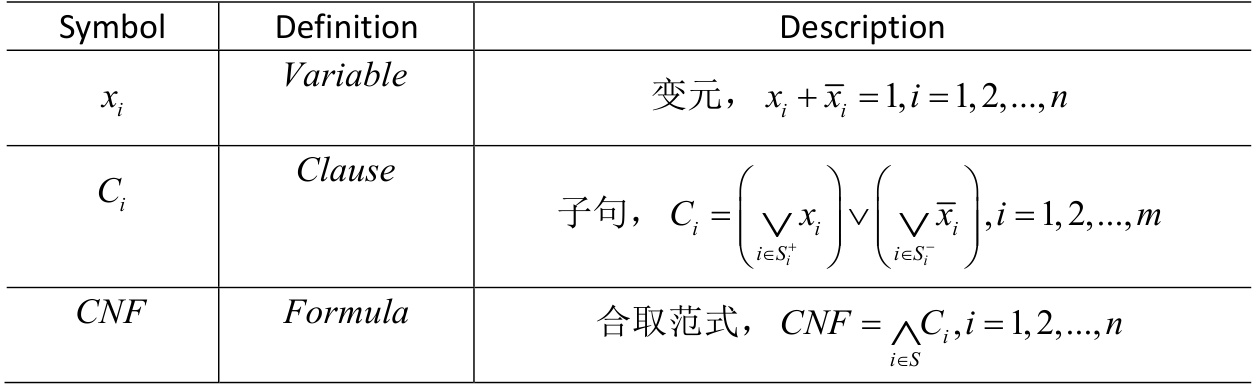 Symbol Definition Description
x_i Variable 变元， x_i + \overline{x}_i = 1, i = 1, 2, ..., n
C_i Clause 子句， C_i = \left( \bigvee_{i \in S_i^+} x_i \right) \vee \left( \bigvee_{i \in S_i^-} \overline{x}_i \right), i = 1, 2, ..., m
CNF Formula 合取范式， CNF = \bigwedge_{i \in S} C_i, i = 1, 2, ..., n